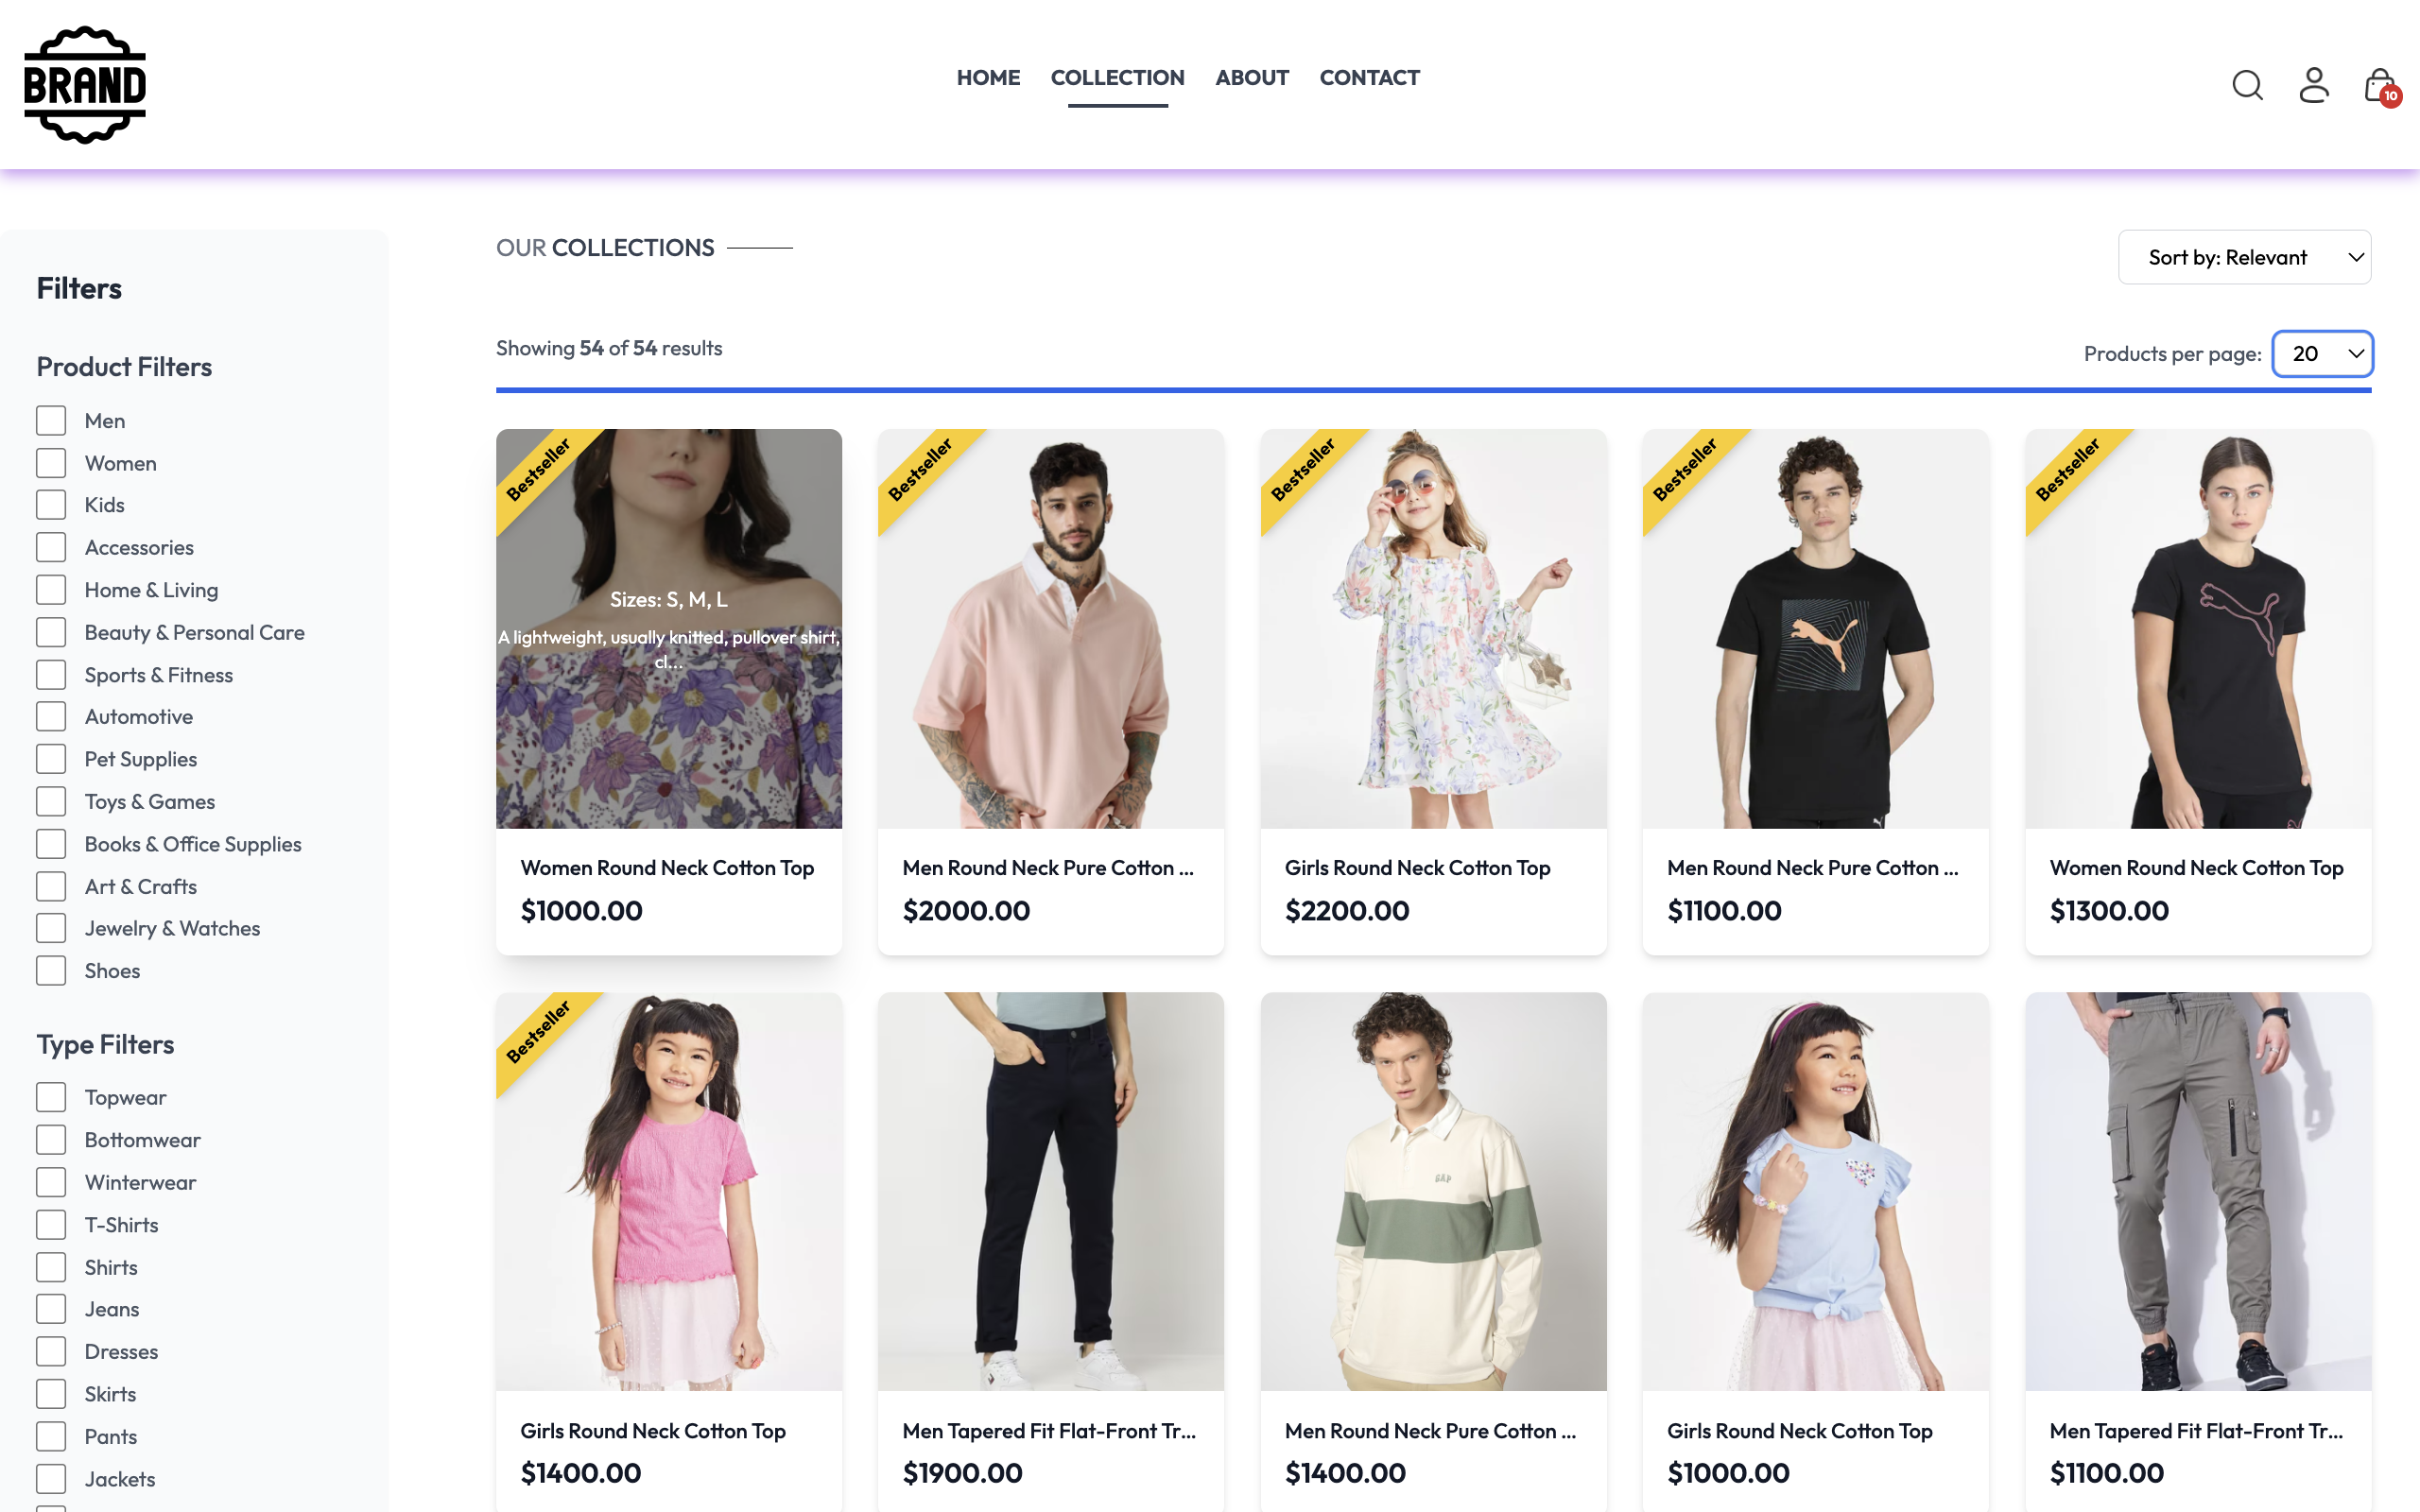 BRAND
HOME COLLECTION ABOUT CONTACT
10
OUR COLLECTIONS
Sort by: Relevant
Filters
Showing 54 of 54 results
Products per page: 20
Product Filters
Men
Women
Kids
Accessories
Home & Living
Beauty & Personal Care
Sports & Fitness
Automotive
Pet Supplies
Toys & Games
Books & Office Supplies
Art & Crafts
Jewelry & Watches
Shoes
Type Filters
Topwear
Bottomwear
Winterwear
T-Shirts
Shirts
Jeans
Dresses
Skirts
Pants
Jackets
Bestseller
Sizes: S, M, L
A lightweight, usually knitted, pullover shirt,
cl...
Women Round Neck Cotton Top
$1000.00
Bestseller
Men Round Neck Pure Cotton ...
$2000.00
Bestseller
Girls Round Neck Cotton Top
$2200.00
Bestseller
Men Round Neck Pure Cotton ...
$1100.00
Bestseller
Women Round Neck Cotton Top
$1300.00
Bestseller
Girls Round Neck Cotton Top
$1400.00
Men Tapered Fit Flat-Front Tr...
$1900.00
GAP
Men Round Neck Pure Cotton ...
$1400.00
Girls Round Neck Cotton Top
$1000.00
Men Tapered Fit Flat-Front Tr...
$1100.00